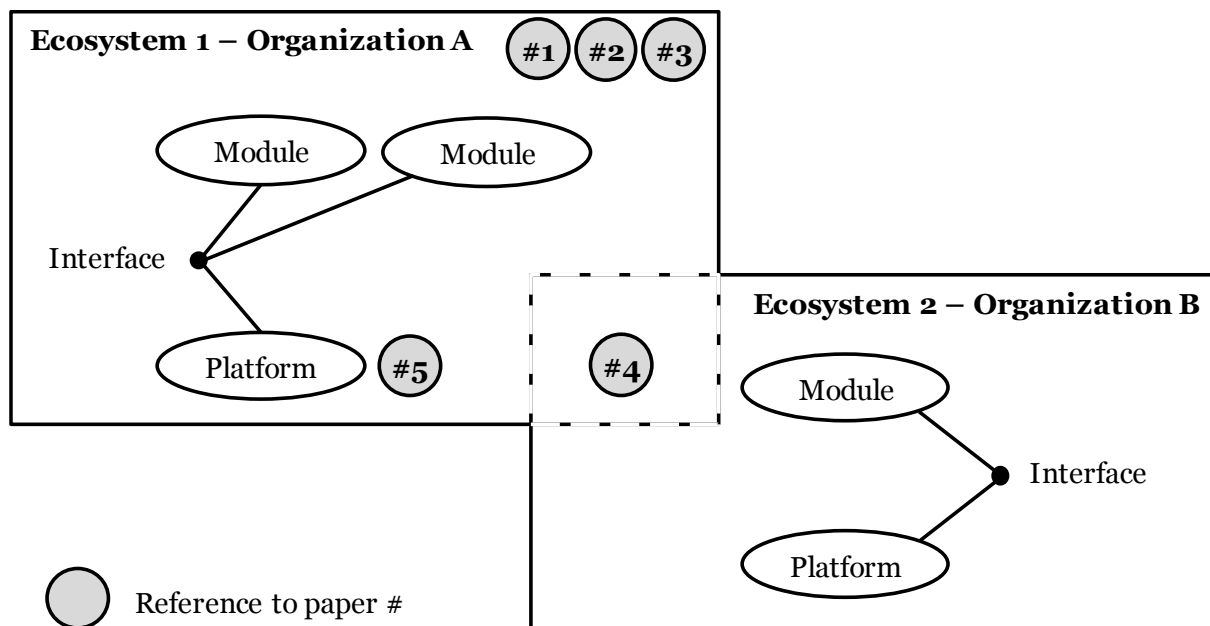 Ecosystem 1 – Organization A
#1 #2 #3
Module
Module
Interface
Platform
#5
#4
Ecosystem 2 – Organization B
Module
Interface
Platform
Reference to paper #